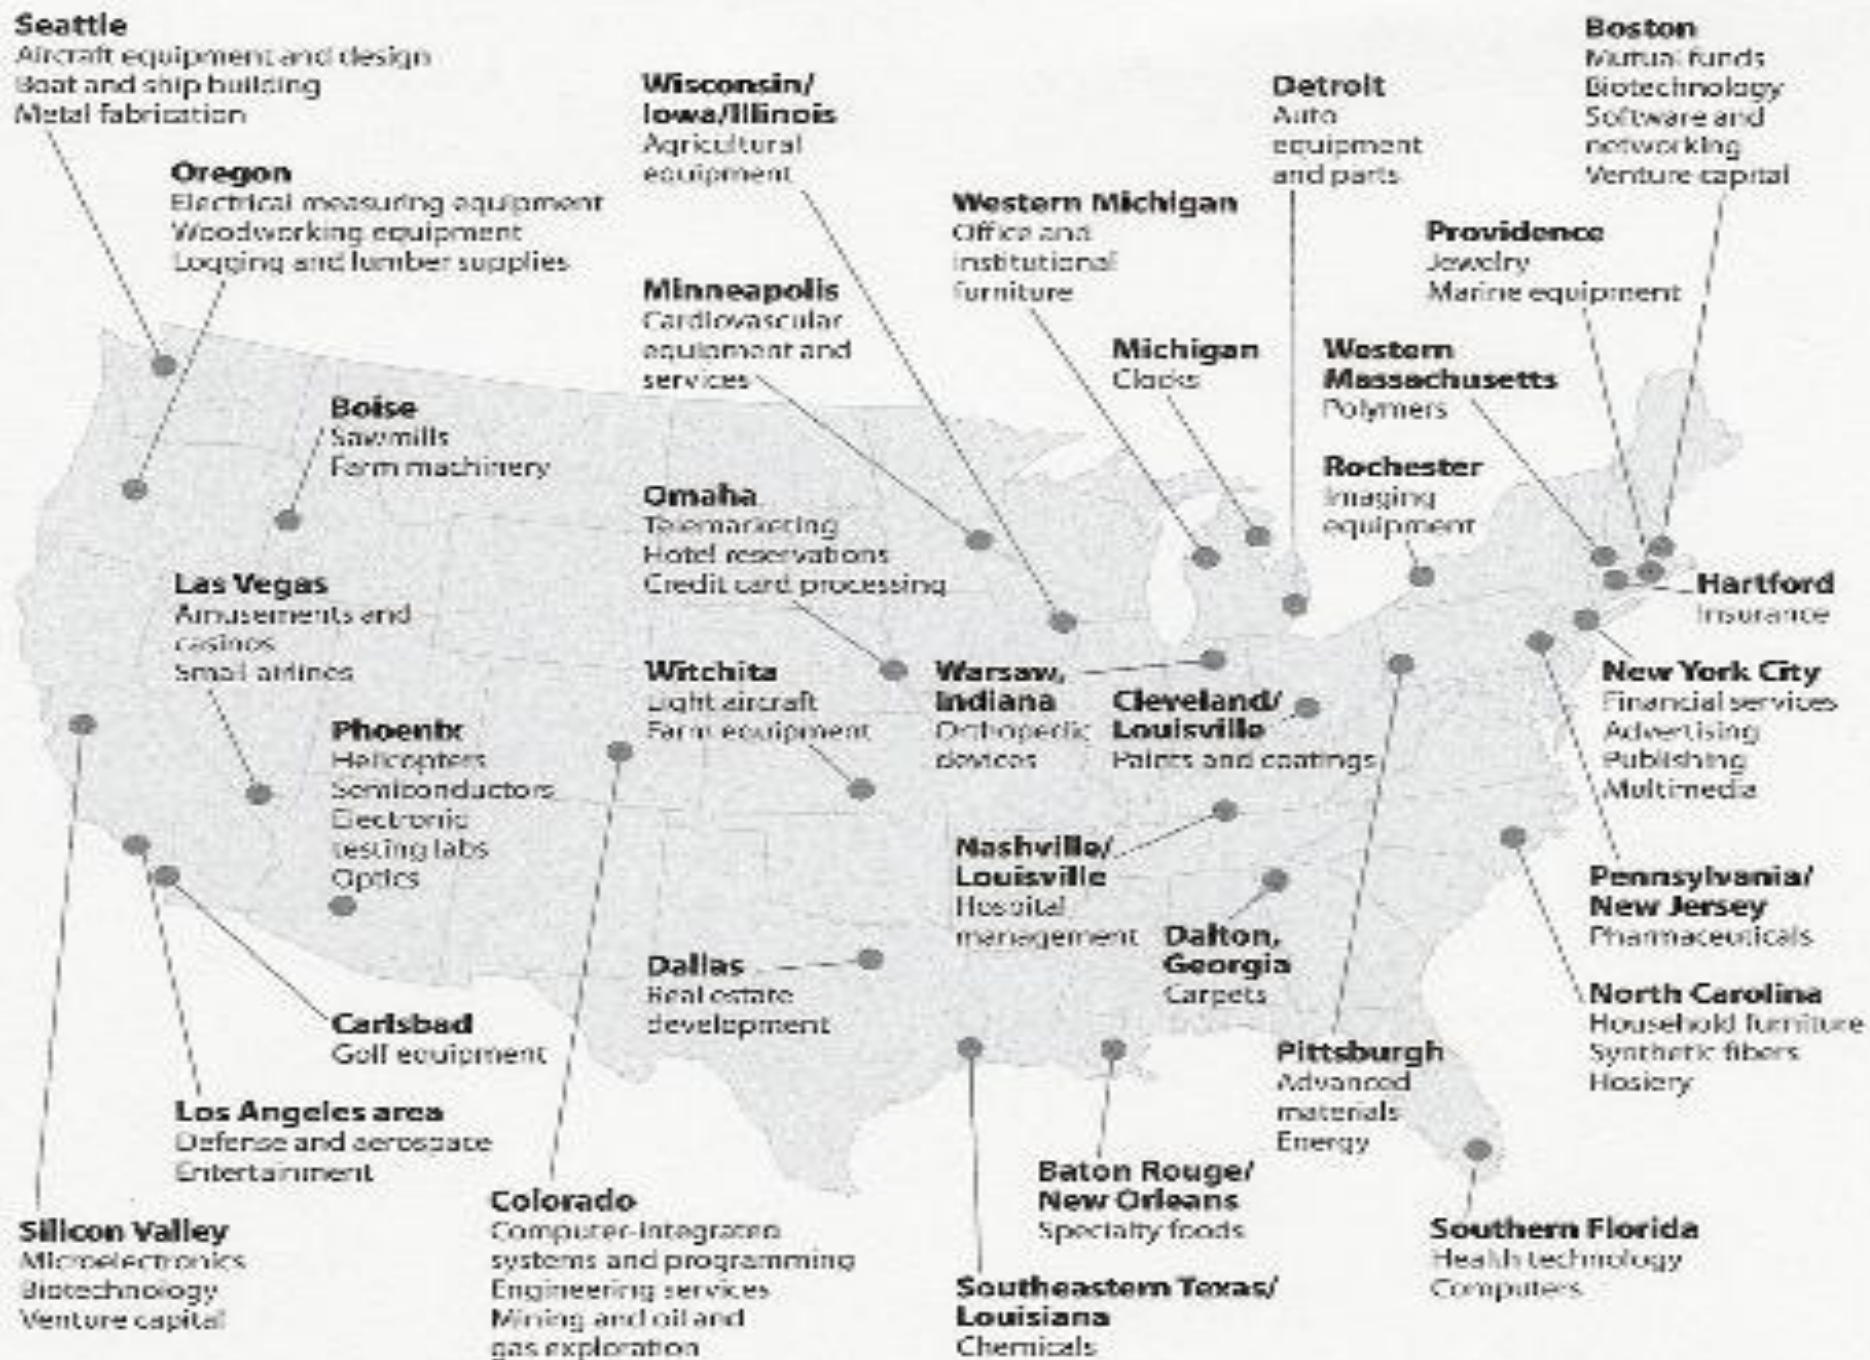 Seattle
Aircraft equipment and design
Boat and ship building
Metal fabrication
Oregon
Electrical measuring equipment
Woodworking equipment
Logging and lumber supplies
Wisconsin/
Iowa/Illinois
Agricultural
equipment
Detroit
Auto
equipment
and parts
Boston
Mutual funds
Biotechnology
Software and
networking
Venture capital
Western Michigan
Office and
institutional
furniture
Providence
Jewelry
Marine equipment
Minneapolis
Cardiovascular
equipment and
services
Michigan
Clocks
Western
Massachusetts
Polymers
Boise
Sawmills
Farm machinery
Rochester
Imaging
equipment
Omaha
Telemarketing
Hotel reservations
Credit card processing
Las Vegas
Amusements and
casinos
Small airlines
Hartford
Insurance
Witchita
Light aircraft
Farm equipment
Warsaw,
Indiana
Orthopedic
devices
Cleveland/
Louisville
Paints and coatings
New York City
Financial services
Advertising
Publishing
Multimedia
Phoenix
Helicopters
Semiconductors
Electronic
testing labs
Optics
Nashville/
Louisville
Hospital
management
Pennsylvania/
New Jersey
Pharmaceuticals
Dalton,
Georgia
Carpets
Dallas
Real estate
development
North Carolina
Household furniture
Synthetic fibers
Hosiery
Carlsbad
Golf equipment
Pittsburgh
Advanced
materials
Energy
Los Angeles area
Defense and aerospace
Entertainment
Baton Rouge/
New Orleans
Specialty foods
Colorado
Computer-integrated
systems and programming
Engineering services
Mining and oil and
gas exploration
Silicon Valley
Microelectronics
Biotechnology
Venture capital
Southern Florida
Health technology
Computers
Southeastern Texas/
Louisiana
Chemicals